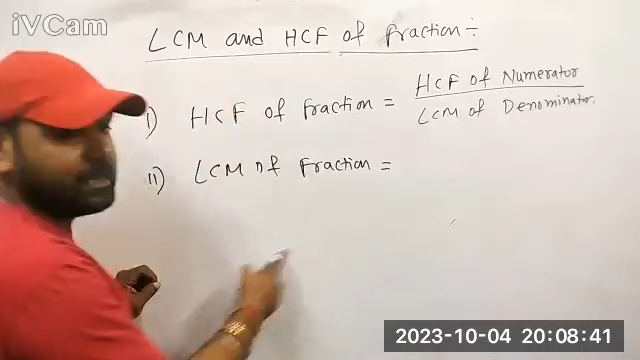 iVCam
LCM and HCF of Fraction ÷
i) HCF of Fraction = HCF of Numerator
LCM of Denominator.
ii) LCM of Fraction =
2023-10-04 20:08:41